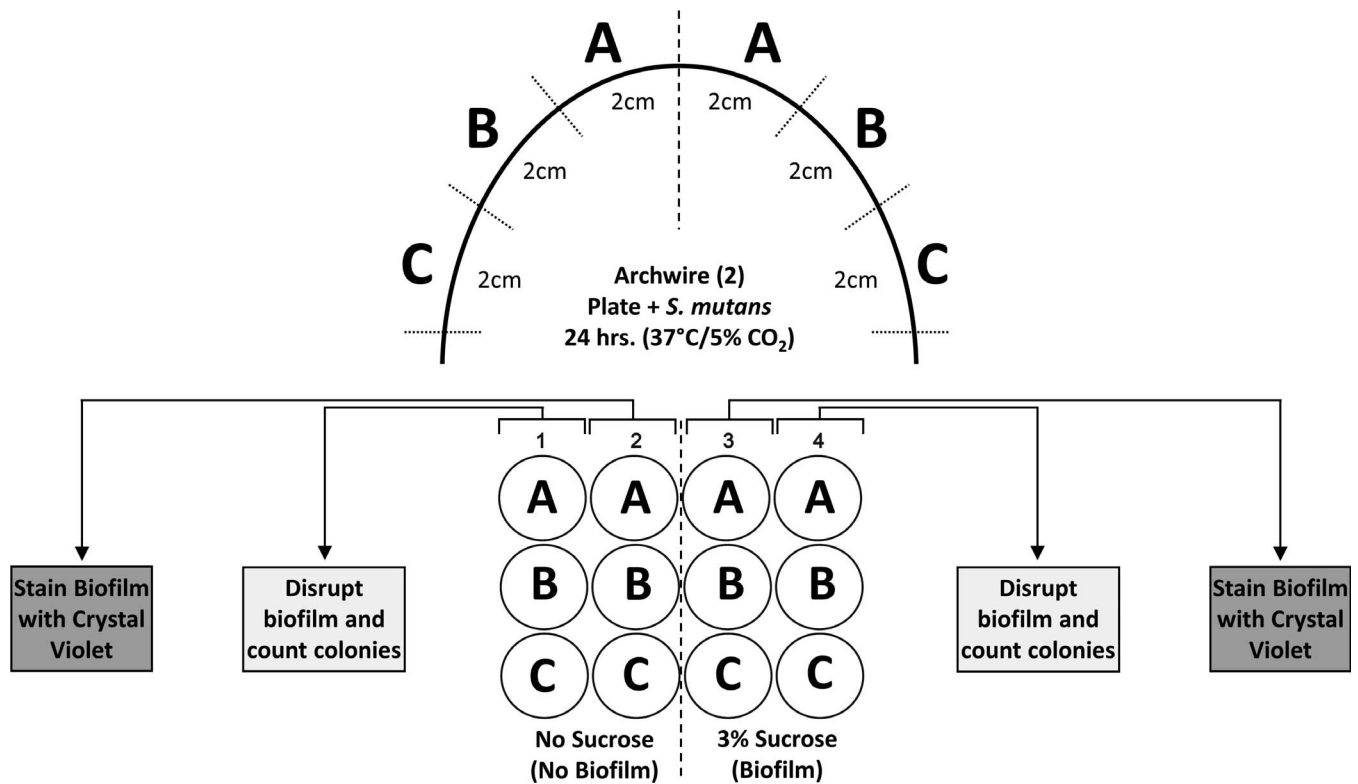 A A
2cm 2cm
B B
2cm 2cm
C C
2cm 2cm
Archwire (2)
Plate + S. mutans
24 hrs. (37°C/5% CO₂)
1 2 3 4
A A A A
B B B B
C C C C
Stain Biofilm
with Crystal
Violet
Disrupt
biofilm and
count colonies
Disrupt
biofilm and
count colonies
Stain Biofilm
with Crystal
Violet
No Sucrose
(No Biofilm)
3% Sucrose
(Biofilm)